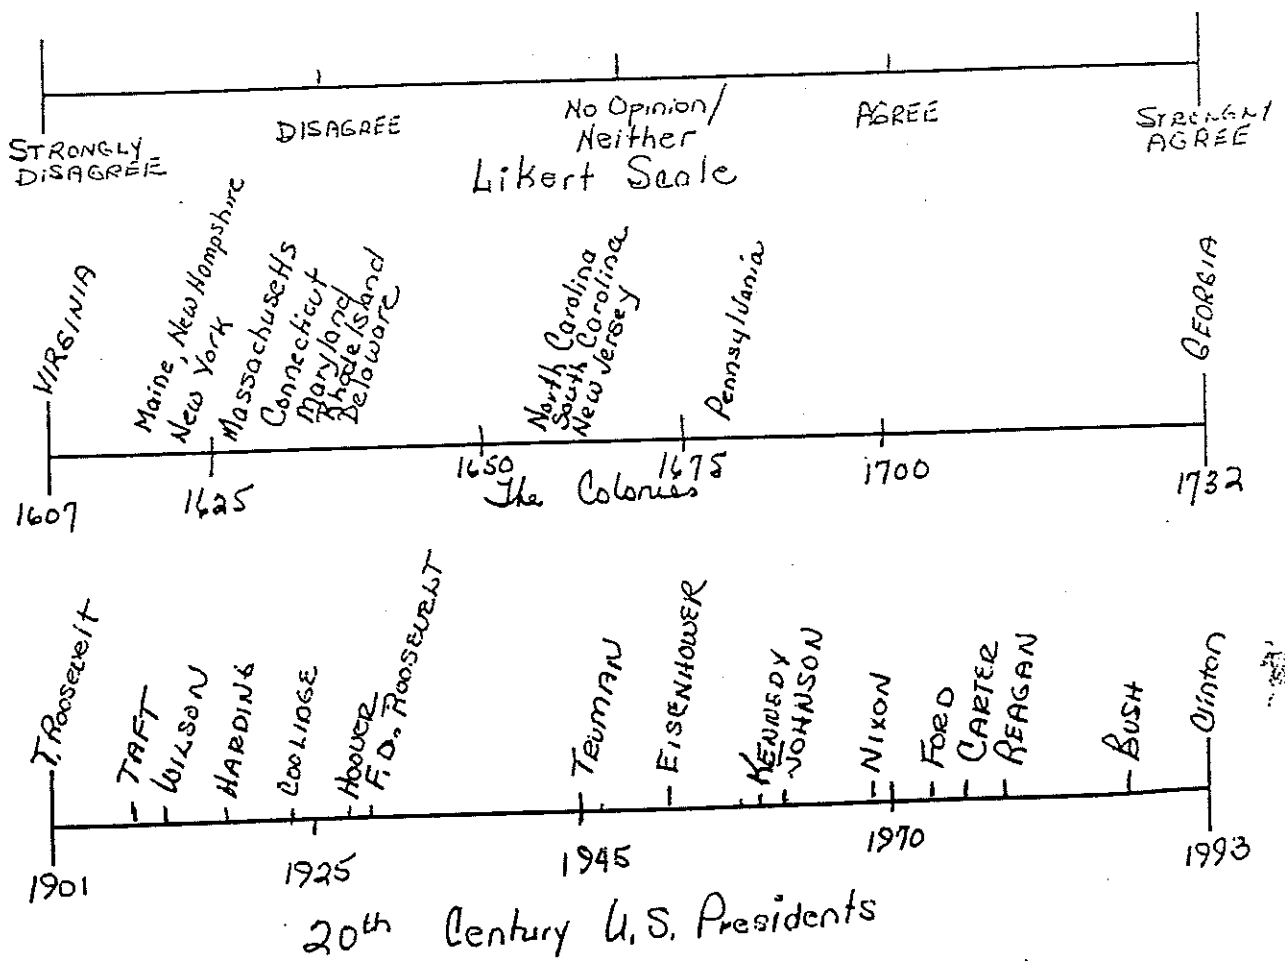 STRONGLY
DISAGREE
DISAGREE
No Opinion/
Neither
AGREE
STRONGLY
AGREE
Likert Scale
VIRGINIA
Maine, New Hampshire
New York
Massachusetts
Connecticut
Maryland
Rhode Island
Delaware
North Carolina
South Carolina
New Jersey
Pennsylvania
GEORGIA
1607
1625
1650
1675
1700
1732
The Colonies
T. Roosevelt
TAFT
WILSON
HARDING
COOLIDGE
HOOVER
F.D. ROOSEVELT
TRUMAN
EISENHOWER
KENNEDY
JOHNSON
NIXON
FORD
CARTER
REAGAN
BUSH
Clinton
1901
1925
1945
1970
1993
20th Century U.S. Presidents